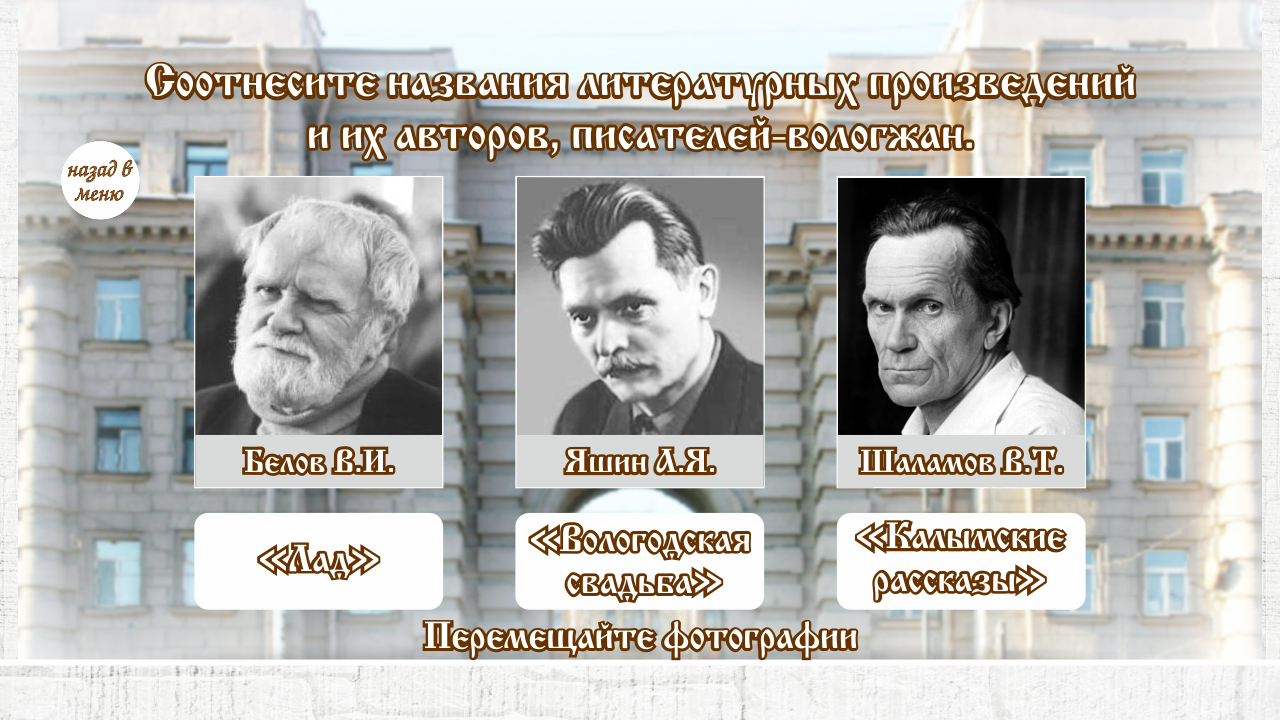 Соотнесите названия литературных произведений
и их авторов, писателей-вологжан.
назад в
меню
Белов В.И.
Яшин А.Я.
Шаламов В.Т.
«Лад»
«Вологодская
свадьба»
«Калымские
рассказы»
Перемещайте фотографии